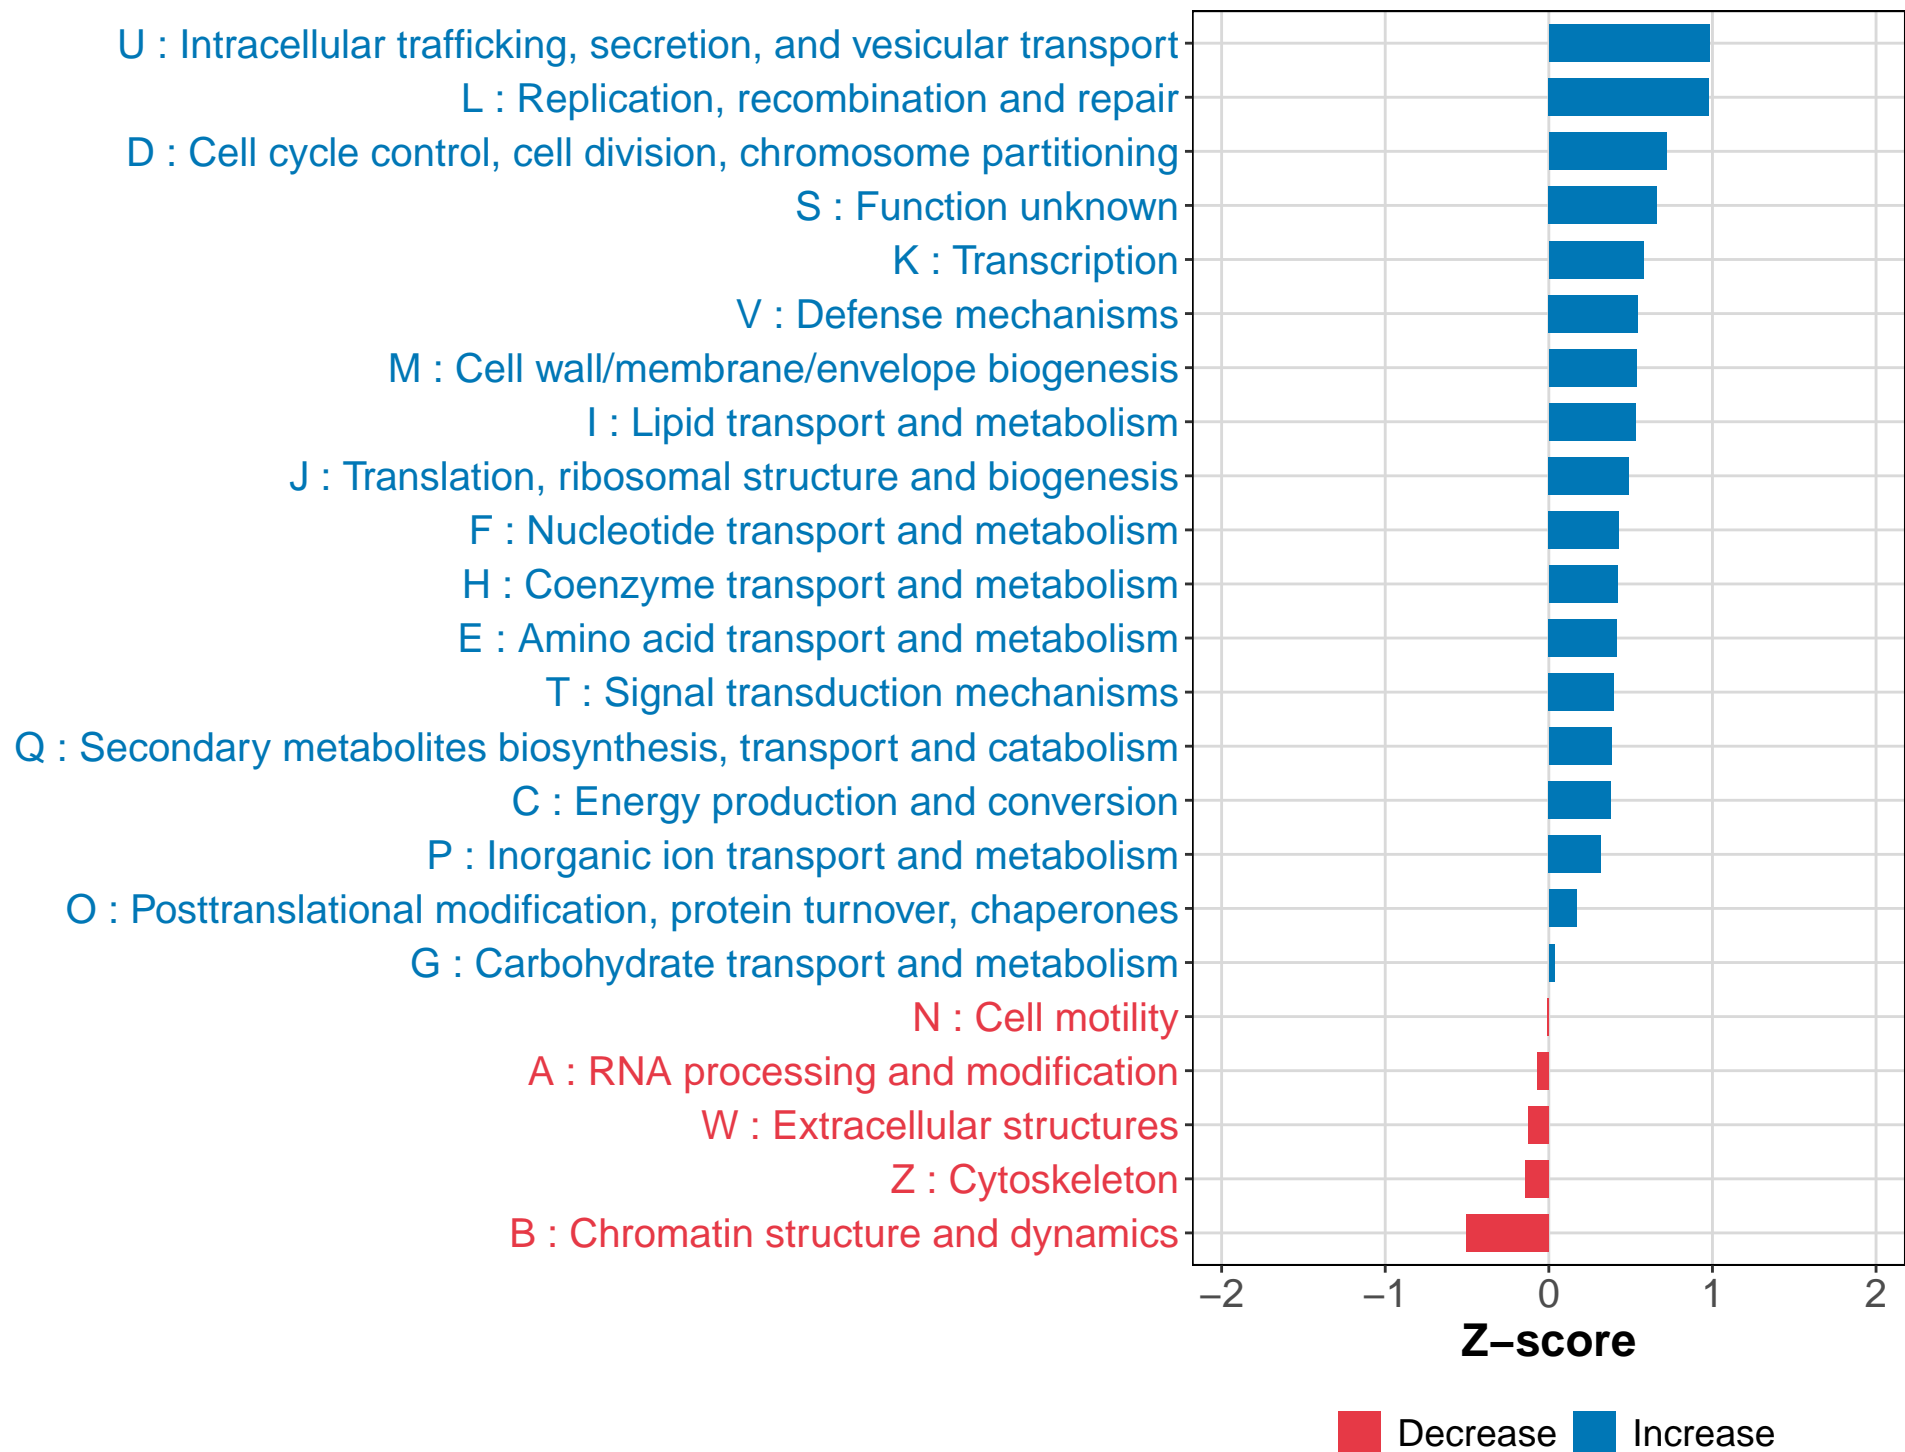 U : Intracellular trafficking, secretion, and vesicular transport
L : Replication, recombination and repair
D : Cell cycle control, cell division, chromosome partitioning
S : Function unknown
K : Transcription
V : Defense mechanisms
M : Cell wall/membrane/envelope biogenesis
I : Lipid transport and metabolism
J : Translation, ribosomal structure and biogenesis
F : Nucleotide transport and metabolism
H : Coenzyme transport and metabolism
E : Amino acid transport and metabolism
T : Signal transduction mechanisms
Q : Secondary metabolites biosynthesis, transport and catabolism
C : Energy production and conversion
P : Inorganic ion transport and metabolism
O : Posttranslational modification, protein turnover, chaperones
G : Carbohydrate transport and metabolism
N : Cell motility
A : RNA processing and modification
W : Extracellular structures
Z : Cytoskeleton
B : Chromatin structure and dynamics
−2 −1 0 1 2
Z−score
Decrease Increase